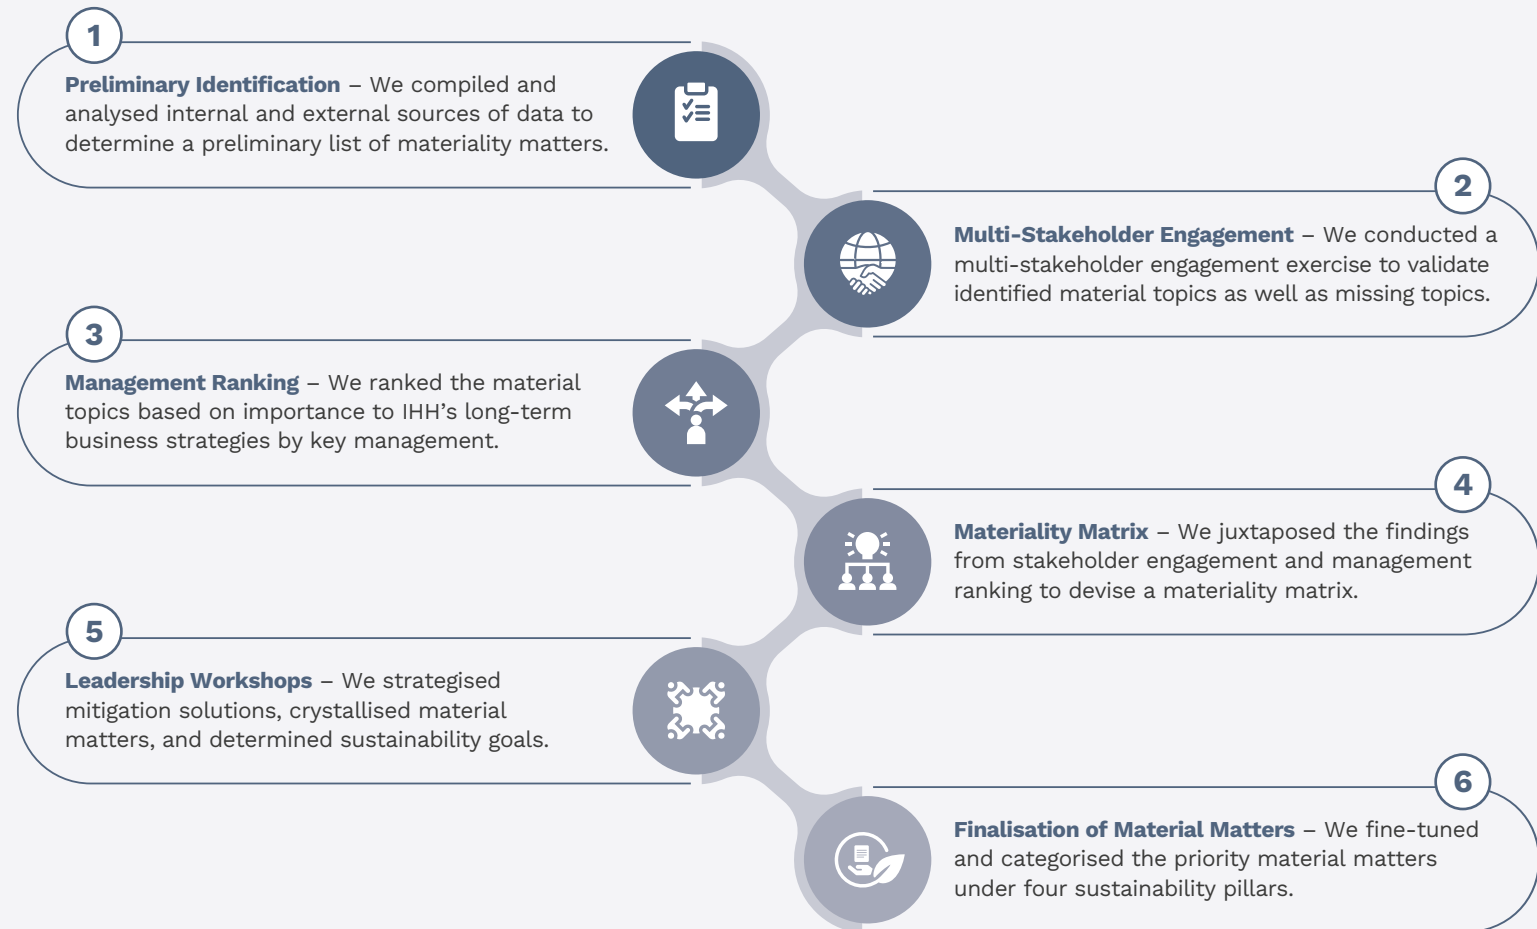 1
Preliminary Identification – We compiled and
analysed internal and external sources of data to
determine a preliminary list of materiality matters.
2
Multi-Stakeholder Engagement – We conducted a
multi-stakeholder engagement exercise to validate
identified material topics as well as missing topics.
3
Management Ranking – We ranked the material
topics based on importance to IHH’s long-term
business strategies by key management.
4
Materiality Matrix – We juxtaposed the findings
from stakeholder engagement and management
ranking to devise a materiality matrix.
5
Leadership Workshops – We strategised
mitigation solutions, crystallised material
matters, and determined sustainability goals.
6
Finalisation of Material Matters – We fine-tuned
and categorised the priority material matters
under four sustainability pillars.